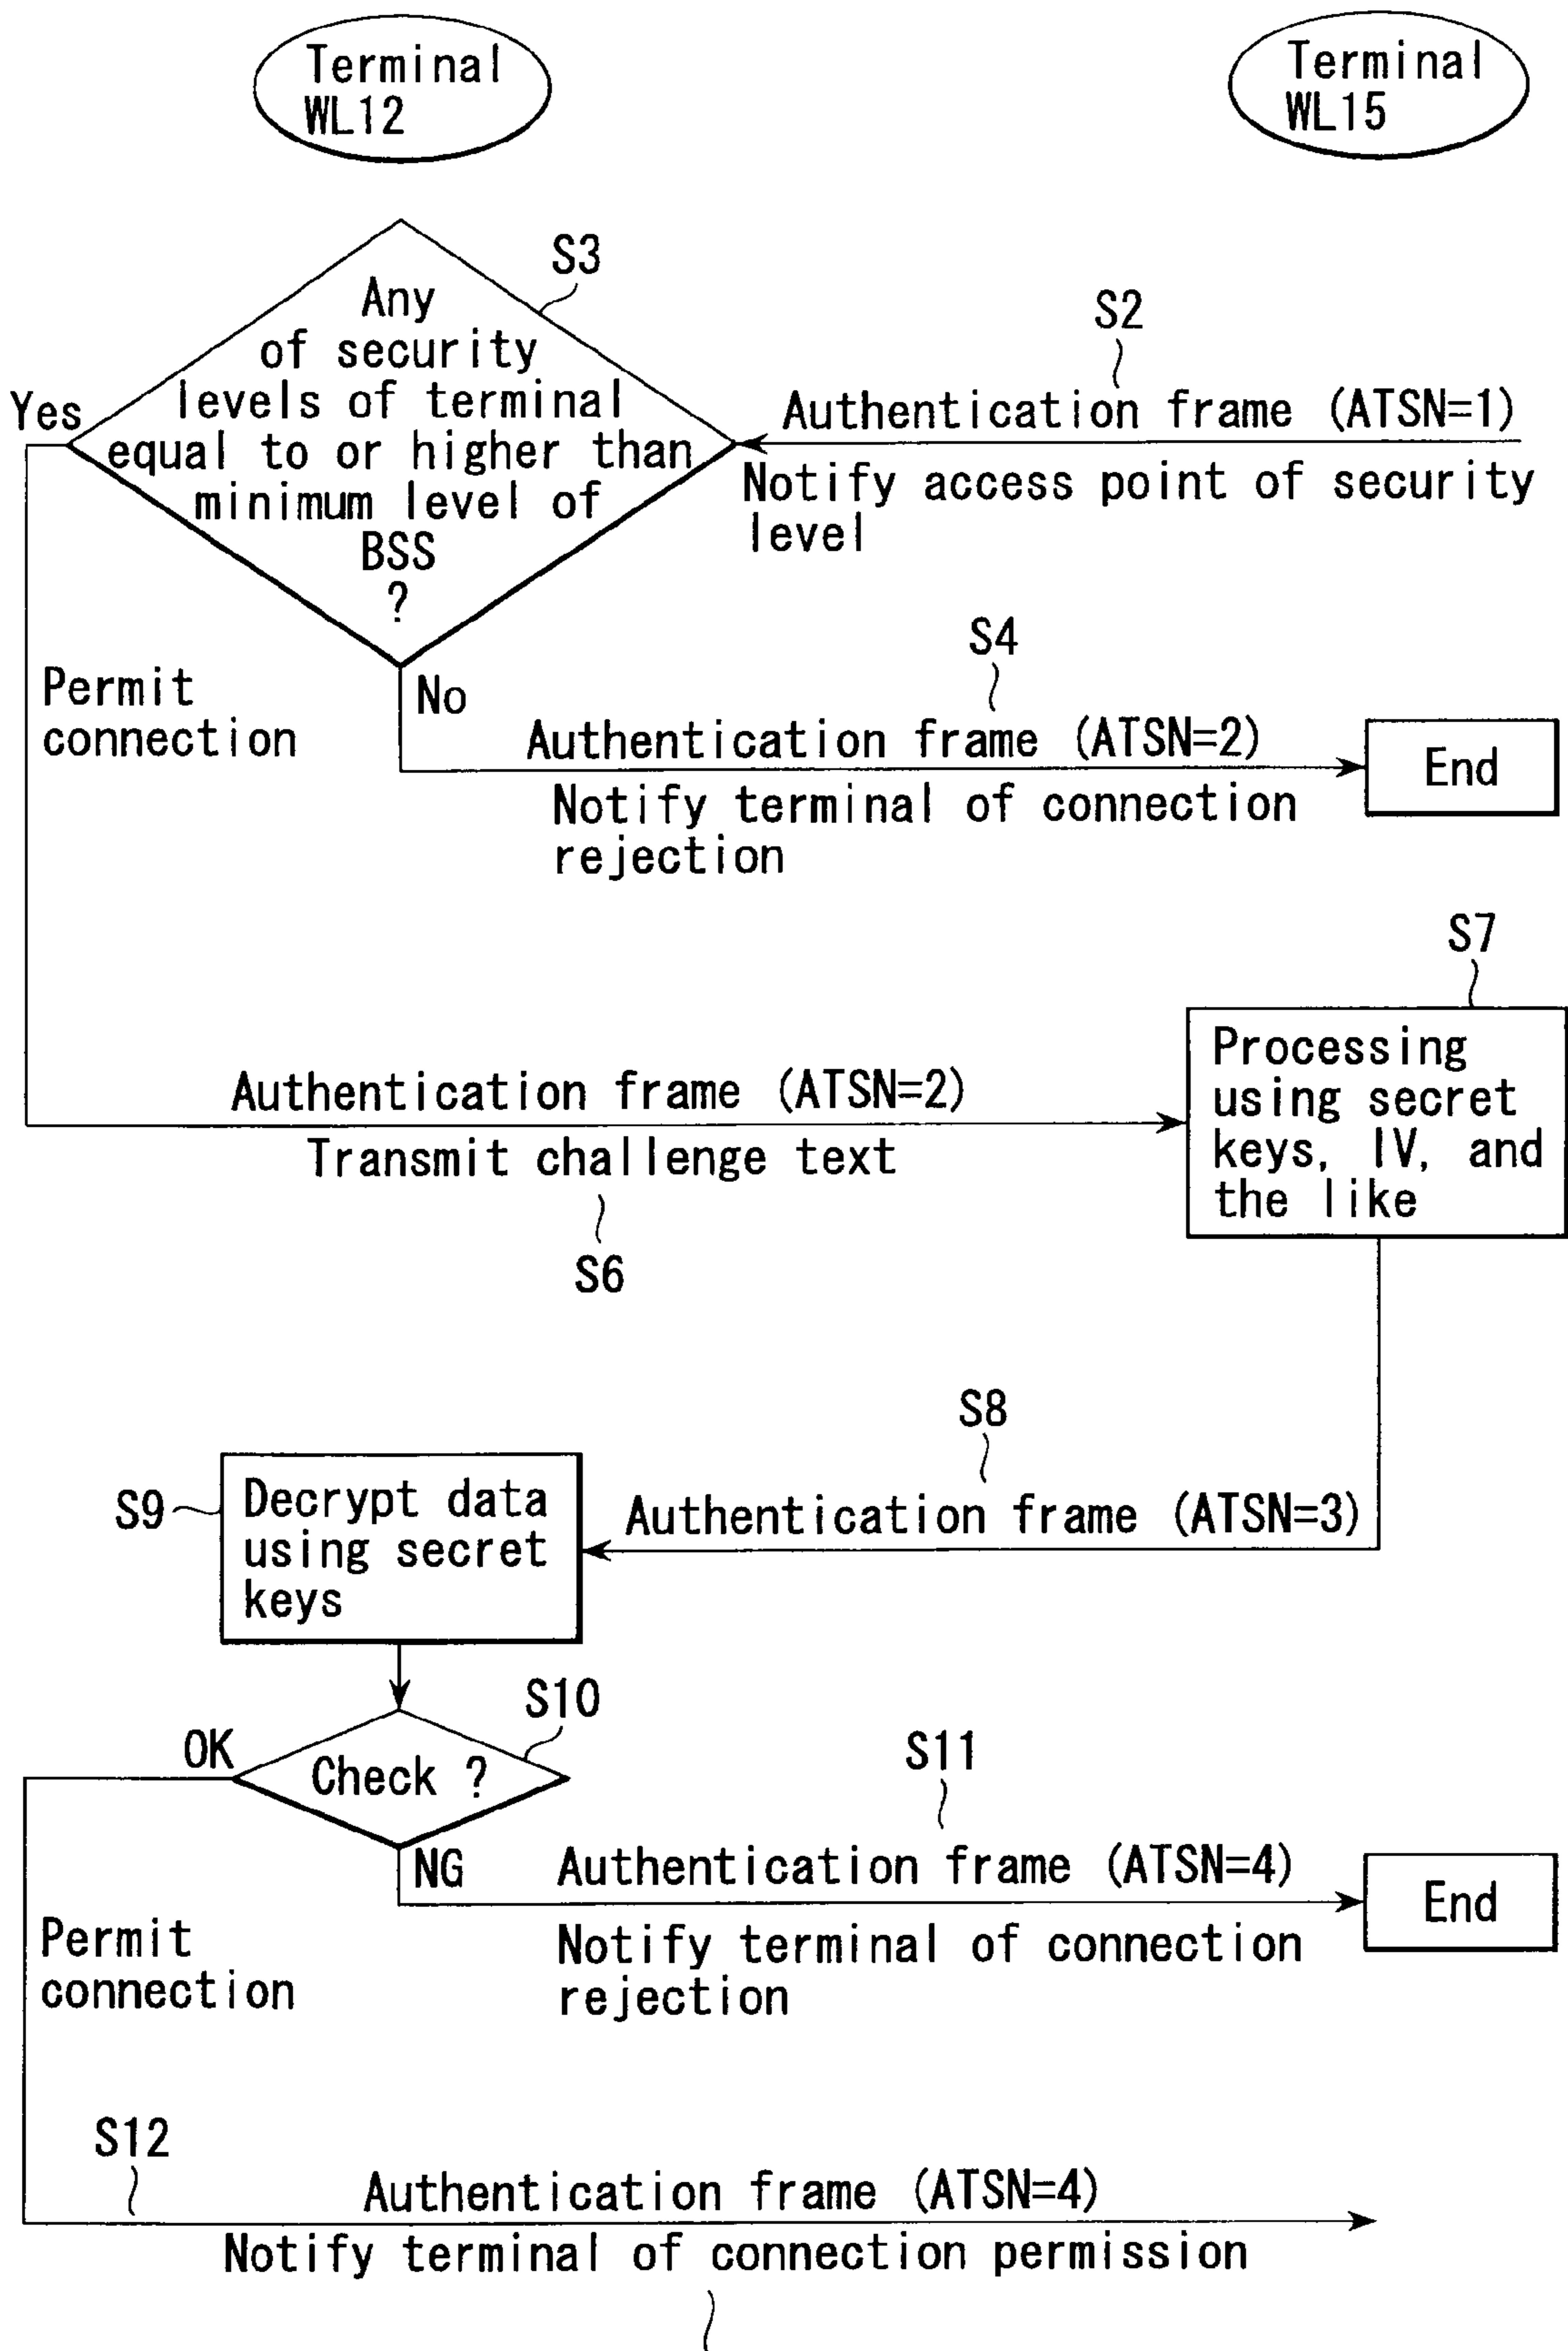 Terminal
WL12
Terminal
WL15
S3
Any
of security
levels of terminal
equal to or higher than
minimum level of
BSS
?
Yes
S2
Authentication frame (ATSN=1)
Notify access point of security
level
Permit
connection
No
S4
Authentication frame (ATSN=2)
Notify terminal of connection
rejection
End
S7
Processing
using secret
keys, IV, and
the like
Authentication frame (ATSN=2)
Transmit challenge text
S6
S8
Authentication frame (ATSN=3)
S9
Decrypt data
using secret
keys
S10
OK
Check ?
S11
NG
Authentication frame (ATSN=4)
Notify terminal of connection
rejection
End
Permit
connection
S12
Authentication frame (ATSN=4)
Notify terminal of connection permission